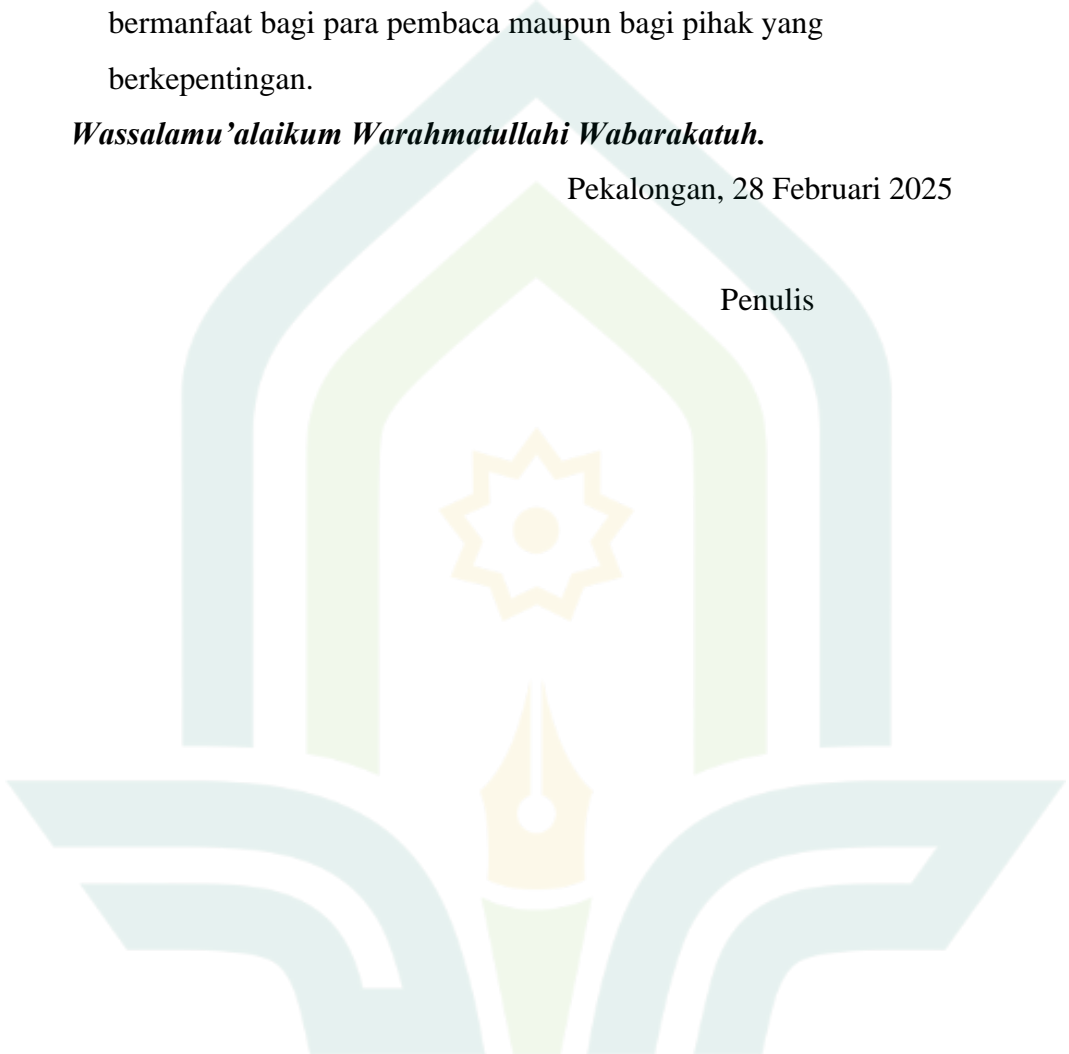 bermanfaat bagi para pembaca maupun bagi pihak yang
berkepentingan.
Wassalamu’alaikum Warahmatullahi Wabarakatuh.
Pekalongan, 28 Februari 2025
Penulis